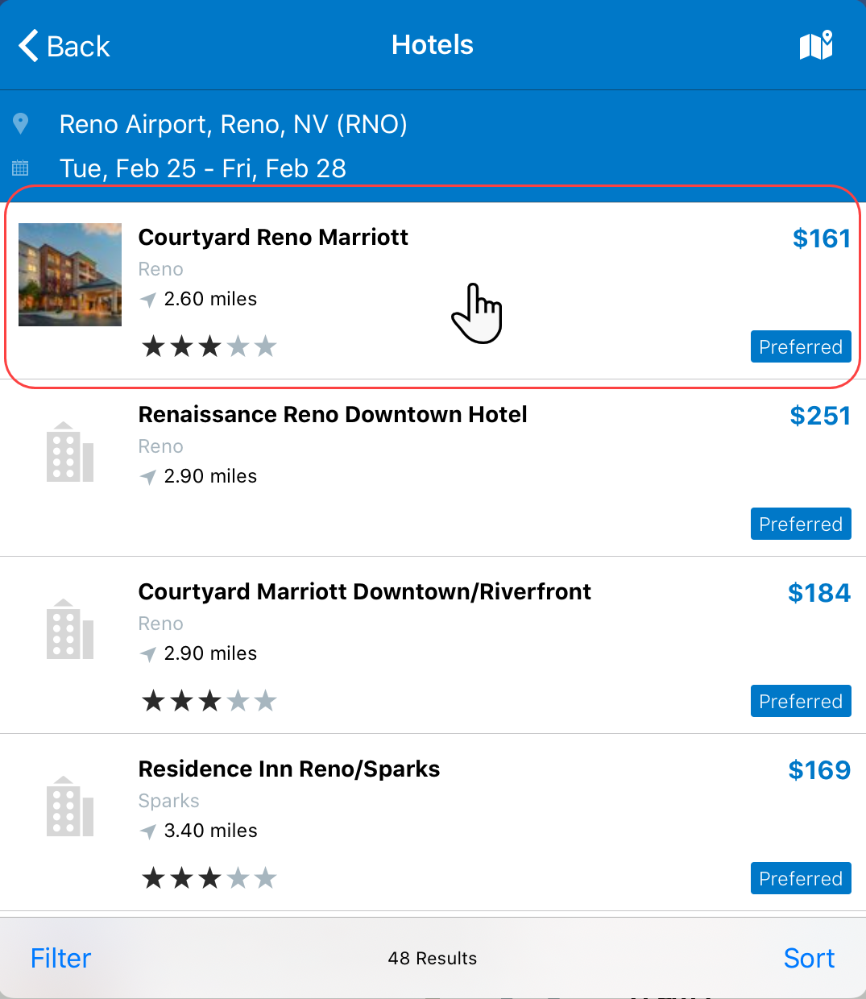 Back
Hotels
Reno Airport, Reno, NV (RNO)
Tue, Feb 25 - Fri, Feb 28
Courtyard Reno Marriott
$161
Reno
2.60 miles
Preferred
Renaissance Reno Downtown Hotel
$251
Reno
2.90 miles
Preferred
Courtyard Marriott Downtown/Riverfront
$184
Reno
2.90 miles
Preferred
Residence Inn Reno/Sparks
$169
Sparks
3.40 miles
Preferred
Filter
48 Results
Sort